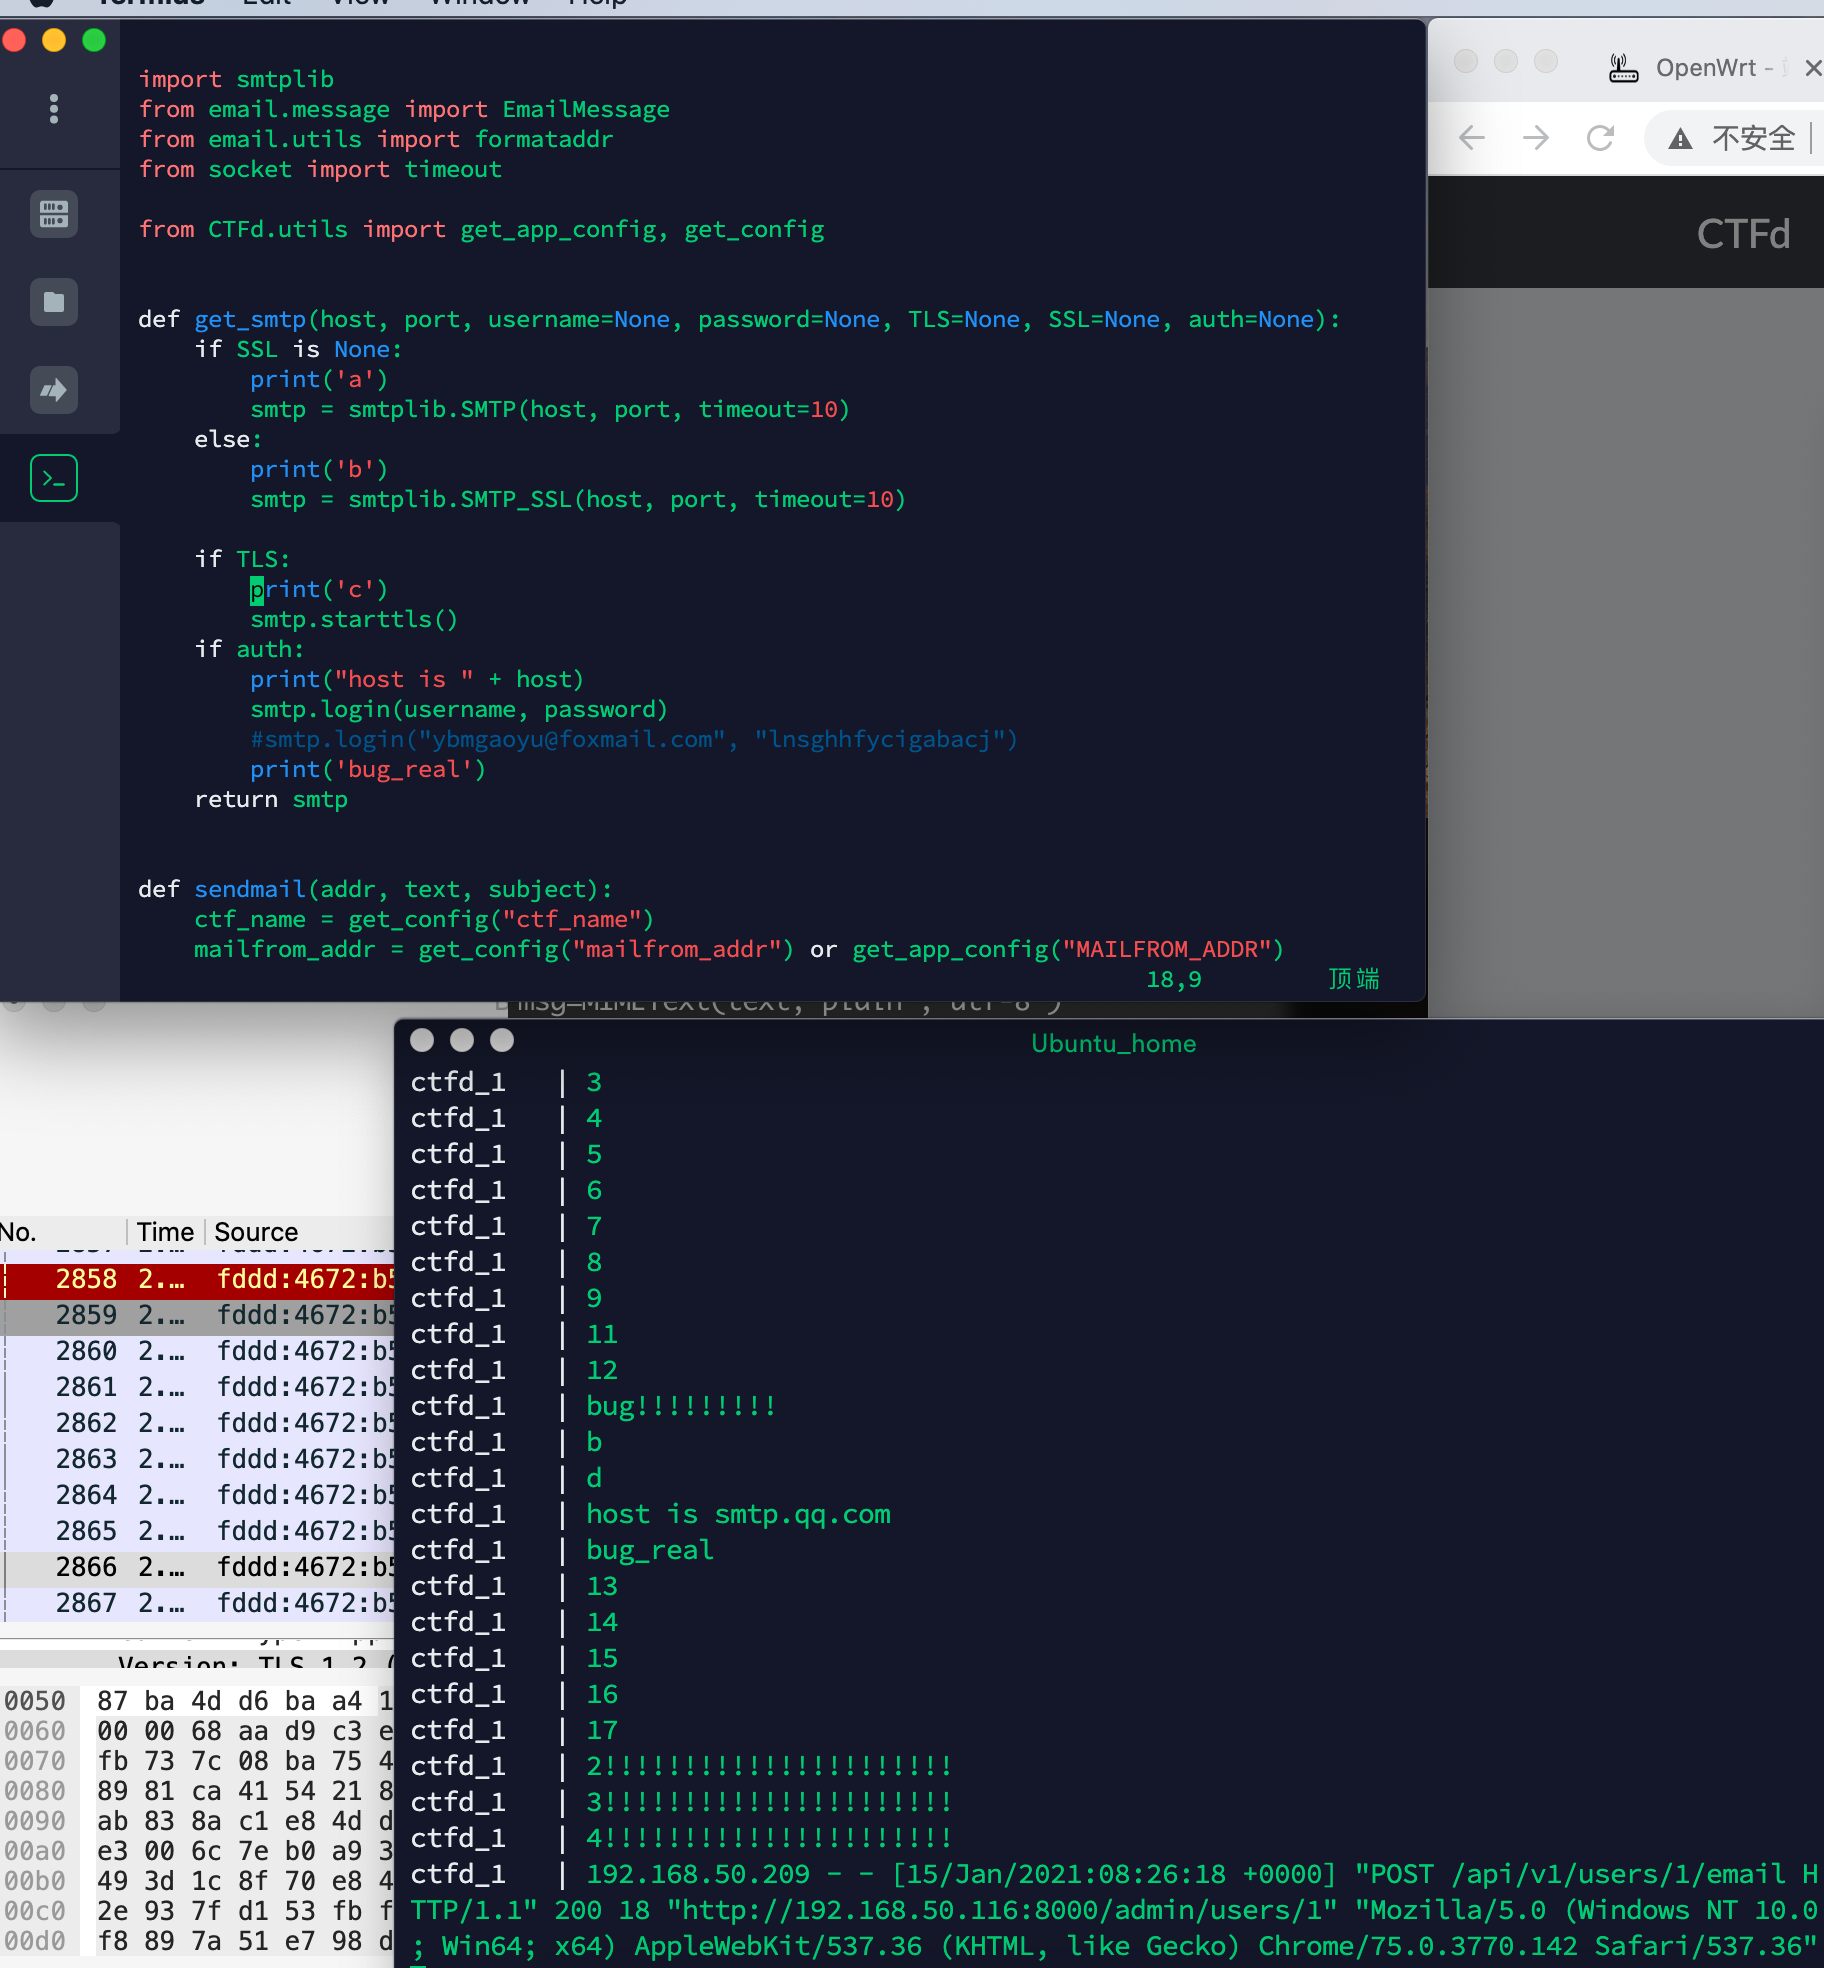 Termius Edit View Window Help
import smtplib
from email.message import EmailMessage
from email.utils import formataddr
from socket import timeout
from CTFd.utils import get_app_config, get_config
def get_smtp(host, port, username=None, password=None, TLS=None, SSL=None, auth=None):
if SSL is None:
print('a')
smtp = smtplib.SMTP(host, port, timeout=10)
else:
print('b')
smtp = smtplib.SMTP_SSL(host, port, timeout=10)
if TLS:
print('c')
smtp.starttls()
if auth:
print("host is " + host)
smtp.login(username, password)
#smtp.login("ybmgaoyu@foxmail.com", "lnsghhfycigabacj")
print('bug_real')
return smtp
def sendmail(addr, text, subject):
ctf_name = get_config("ctf_name")
mailfrom_addr = get_config("mailfrom_addr") or get_app_config("MAILFROM_ADDR")
18,9 顶端
OpenWrt -
不安全
CTFd
msg=MIMEText(text, plain , utf-8 )
Ubuntu_home
ctfd_1 | 3
ctfd_1 | 4
ctfd_1 | 5
ctfd_1 | 6
ctfd_1 | 7
ctfd_1 | 8
ctfd_1 | 9
ctfd_1 | 11
ctfd_1 | 12
ctfd_1 | bug!!!!!!!!!
ctfd_1 | b
ctfd_1 | d
ctfd_1 | host is smtp.qq.com
ctfd_1 | bug_real
ctfd_1 | 13
ctfd_1 | 14
ctfd_1 | 15
ctfd_1 | 16
ctfd_1 | 17
ctfd_1 | 2!!!!!!!!!!!!!!!!!!!!!!
ctfd_1 | 3!!!!!!!!!!!!!!!!!!!!!!
ctfd_1 | 4!!!!!!!!!!!!!!!!!!!!!!
ctfd_1 | 192.168.50.209 - - [15/Jan/2021:08:26:18 +0000] "POST /api/v1/users/1/email H
TTP/1.1" 200 18 "http://192.168.50.116:8000/admin/users/1" "Mozilla/5.0 (Windows NT 10.0
; Win64; x64) AppleWebKit/537.36 (KHTML, like Gecko) Chrome/75.0.3770.142 Safari/537.36"
No. Time Source
2858 2.… fddd:4672:b5
2859 2.… fddd:4672:b5
2860 2.… fddd:4672:b5
2861 2.… fddd:4672:b5
2862 2.… fddd:4672:b5
2863 2.… fddd:4672:b5
2864 2.… fddd:4672:b5
2865 2.… fddd:4672:b5
2866 2.… fddd:4672:b5
2867 2.… fddd:4672:b5
Version: TLS 1.2 (
0050 87 ba 4d d6 ba a4 1
0060 00 00 68 aa d9 c3 e
0070 fb 73 7c 08 ba 75 4
0080 89 81 ca 41 54 21 8
0090 ab 83 8a c1 e8 4d d
00a0 e3 00 6c 7e b0 a9 3
00b0 49 3d 1c 8f 70 e8 4
00c0 2e 93 7f d1 53 fb f
00d0 f8 89 7a 51 e7 98 d